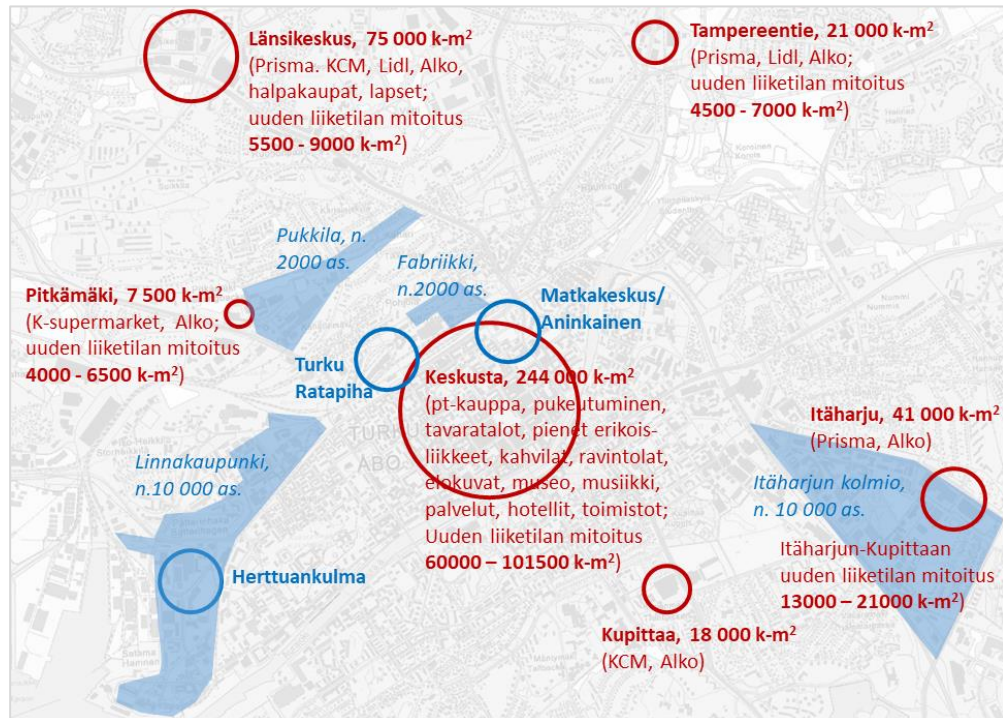 Länsikeskus, 75 000 k-m²
(Prisma. KCM, Lidl, Alko,
halpakaupat, lapset;
uuden liiketilan mitoitus
5500 - 9000 k-m²)
Tampereentie, 21 000 k-m²
(Prisma, Lidl, Alko;
uuden liiketilan mitoitus
4500 - 7000 k-m²)
Pukkila, n.
2000 as.
Fabriikki,
n.2000 as.
Pitkämäki, 7 500 k-m²
(K-supermarket, Alko;
uuden liiketilan mitoitus
4000 - 6500 k-m²)
Matkakeskus/
Aninkainen
Turku
Ratapiha
Keskusta, 244 000 k-m²
(pt-kauppa, pukeutuminen,
tavaratalot, pienet erikois-
liikkeet, kahvilat, ravintolat,
elokuvat, museo, musiikki,
palvelut, hotellit, toimistot;
Uuden liiketilan mitoitus
60000 – 101500 k-m²)
TURKU
ÅBO
Linnakaupunki,
n.10 000 as.
Herttuankulma
Itäharju, 41 000 k-m²
(Prisma, Alko)
Itäharjun kolmio,
n. 10 000 as.
Itäharjun-Kupittaan
uuden liiketilan mitoitus
13000 – 21000 k-m²)
Kupittaa, 18 000 k-m²
(KCM, Alko)
Satama
Hamnen